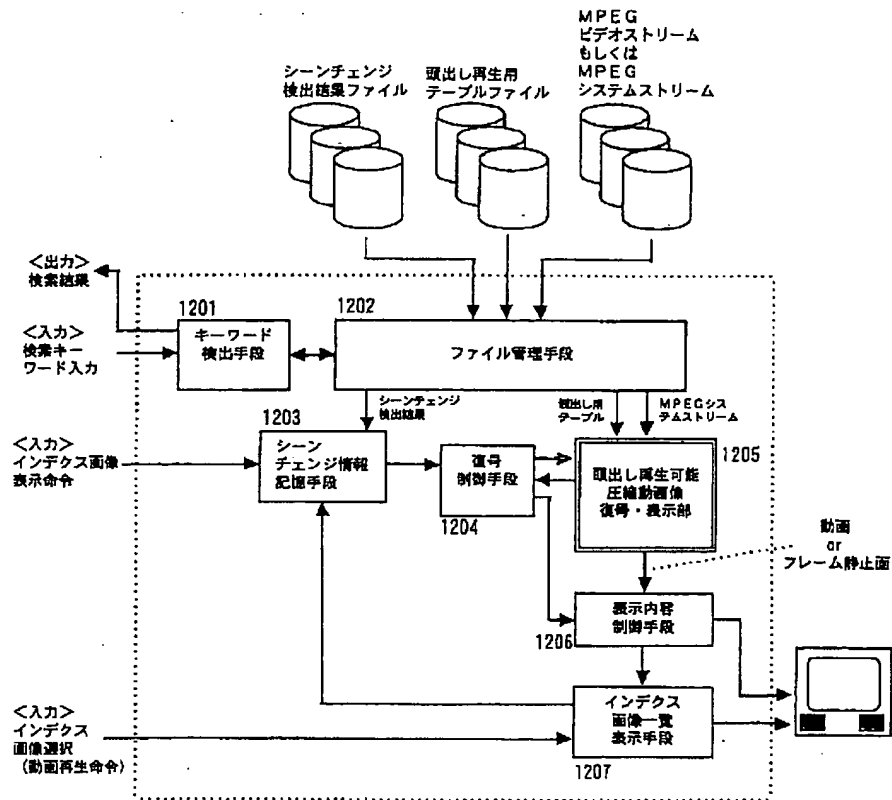 シーンチェンジ
検出結果ファイル
頭出し再生用
テーブルファイル
MPEG
ビデオストリーム
もしくは
MPEG
システムストリーム
<出力>
検索結果
1201
キーワード
検出手段
1202
ファイル管理手段
<入力>
検索キー
ワード入力
シーンチェンジ
検出結果
頭出し用
テーブル
MPEGシス
テムストリーム
<入力>
インデクス画像
表示命令
1203
シーン
チェンジ情報
記憶手段
復号
制御手段
1204
1205
頭出し再生可能
圧縮動画像
復号・表示部
動画
or
フレーム静止面
表示内容
制御手段
1206
<入力>
インデクス
画像選択
(動画再生命令)
インデクス
画像一覧
表示手段
1207